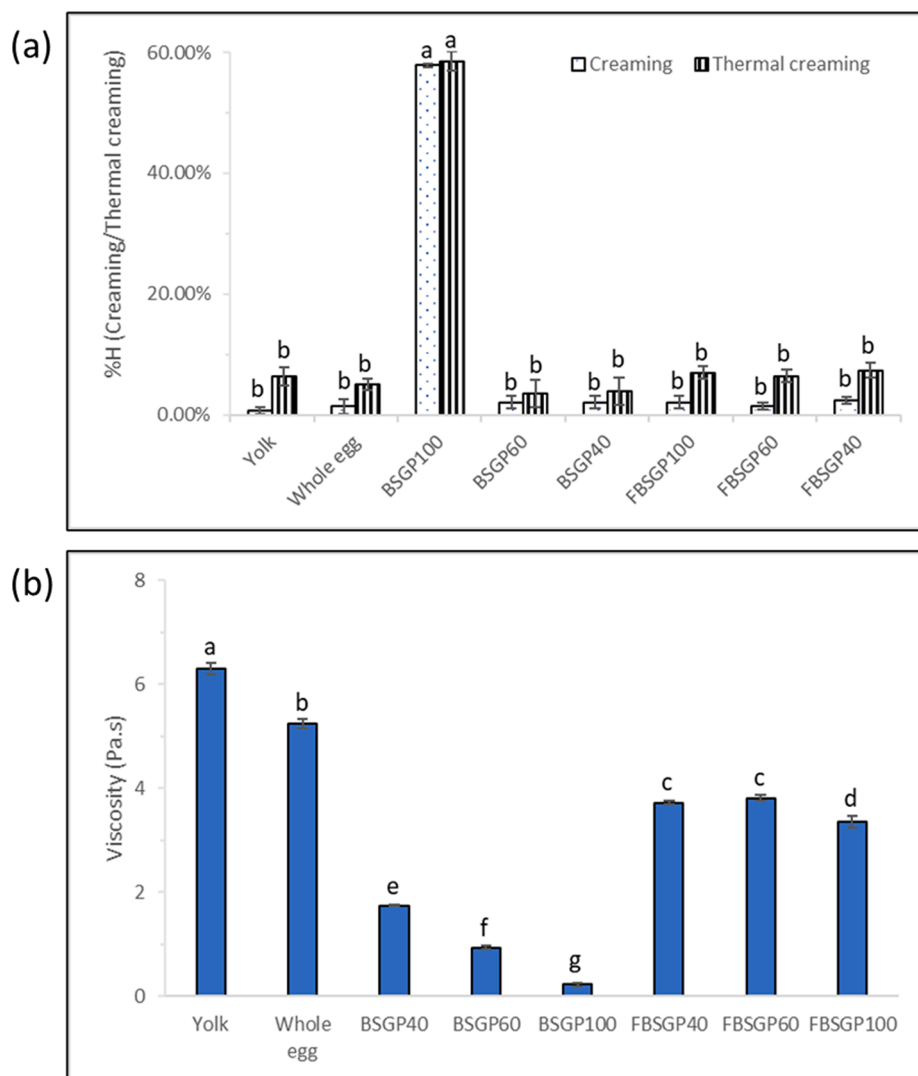 (a)
%H (Creaming/Thermal creaming)
60.00%
40.00%
20.00%
0.00%
Creaming
Thermal creaming
a a
b b
b b
b b
b b
b b
b b
b b
Yolk
Whole egg
BSGP100
BSGP60
BSGP40
FBSGP100
FBSGP60
FBSGP40
(b)
Viscosity (Pa.s)
8
6
4
2
0
a
b
e
f
g
c
c
d
Yolk
Whole
egg
BSGP40
BSGP60
BSGP100
FBSGP40
FBSGP60
FBSGP100